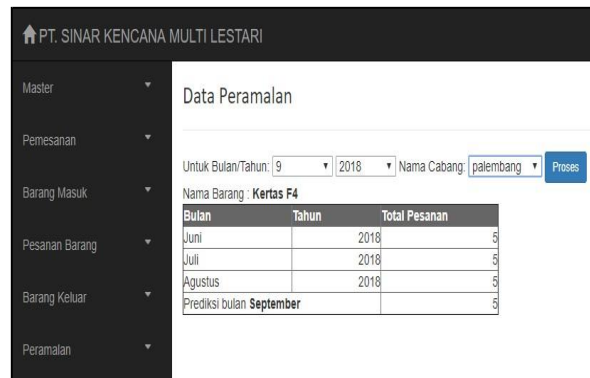 PT. SINAR KENCANA MULTI LESTARI
Master
Pemesanan
Barang Masuk
Pesanan Barang
Barang Keluar
Peramalan
Data Peramalan
Untuk Bulan/Tahun: 9 2018 Nama Cabang: palembang Proses
Nama Barang : Kertas F4
Bulan Tahun Total Pesanan
Juni 2018 5
Juli 2018 5
Agustus 2018 5
Prediksi bulan September 5